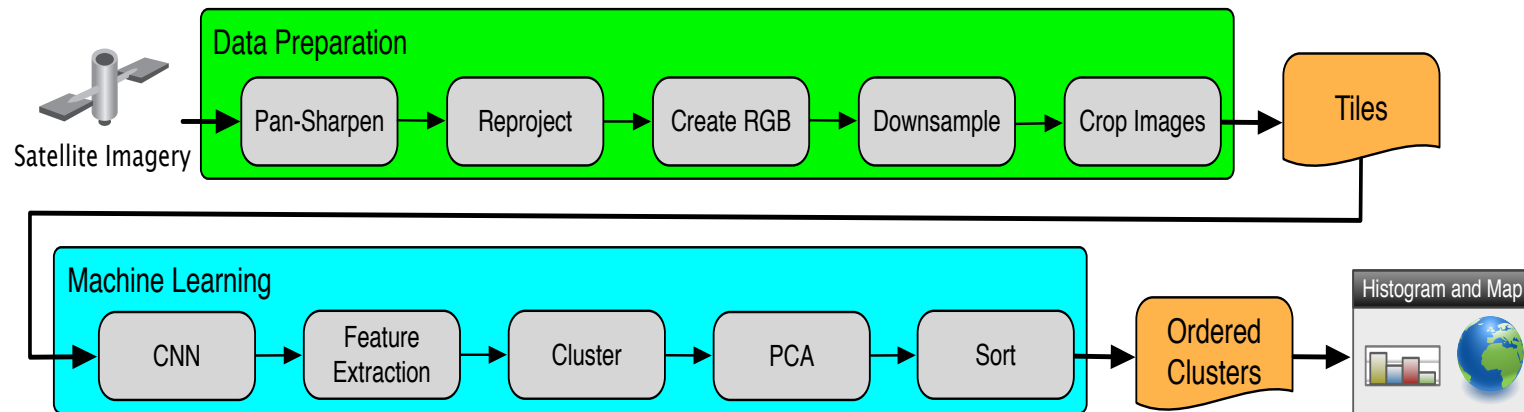 Data Preparation
Satellite Imagery
Pan-Sharpen
Reproject
Create RGB
Downsample
Crop Images
Tiles
Machine Learning
CNN
Feature
Extraction
Cluster
PCA
Sort
Ordered
Clusters
Histogram and Map